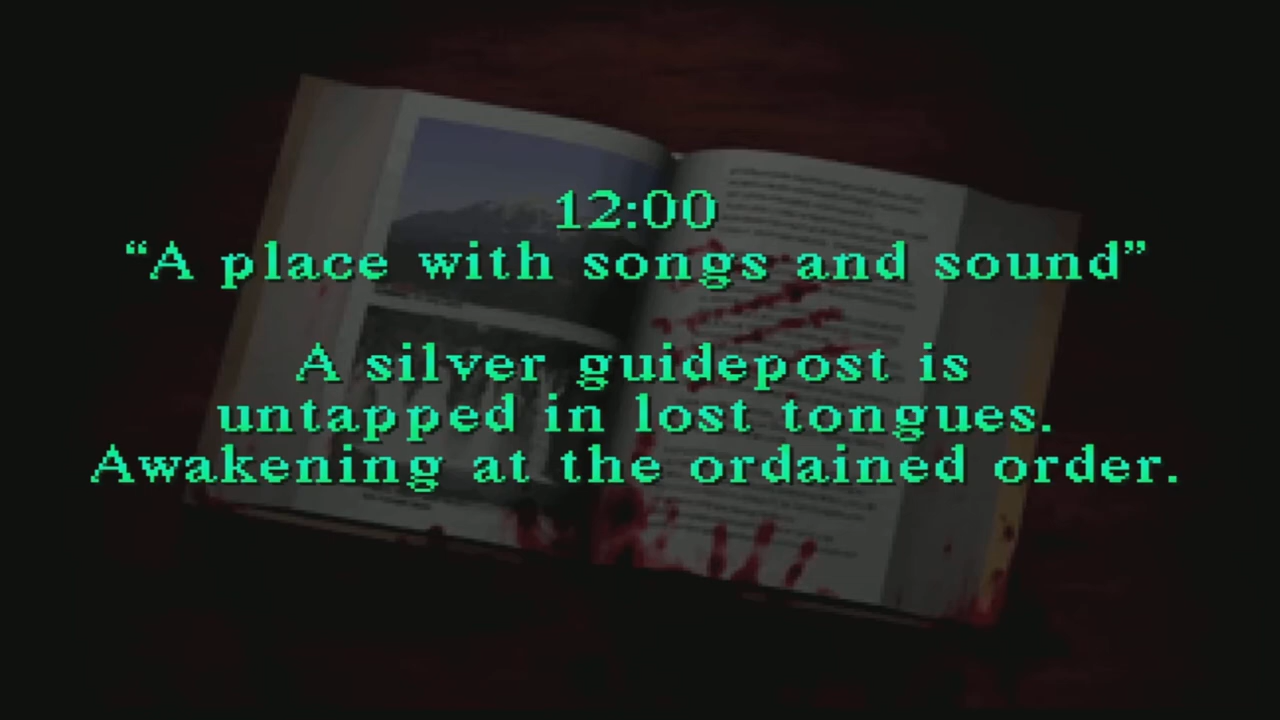 12:00
“A place with songs and sound”
A silver guidepost is
untapped in lost tongues.
Awakening at the ordained order.